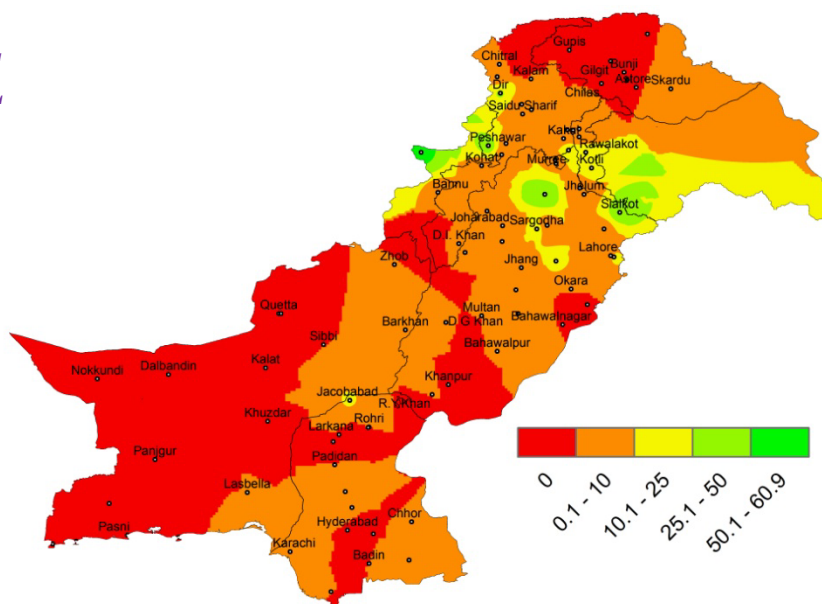 Gupis
Chitral
Bunji
Kalam
Gilgit
Astore
Skardu
Dir
Chilas
Saidu Sharif
Kakul
Peshawar
Rawalakot
Kohat
Murree
Kotli
Bannu
Jhalum
Sialkot
Joharabad
Sargodha
D.I. Khan
Lahore
Zhob
Jhang
Okara
Quetta
Multan
Barkhan
D.G Khan
Bahawalnagar
Sibbi
Bahawalpur
Kalat
Dalbandin
Nokkundi
Khanpur
Jacobabad
R.Y.Khan
Khuzdar
Rohri
Larkana
Panjgur
Padidan
Lasbella
Chhor
Hyderabad
Pasni
Karachi
Badin
0
0.1 - 10
10.1 - 25
25.1 - 50
50.1 - 60.9